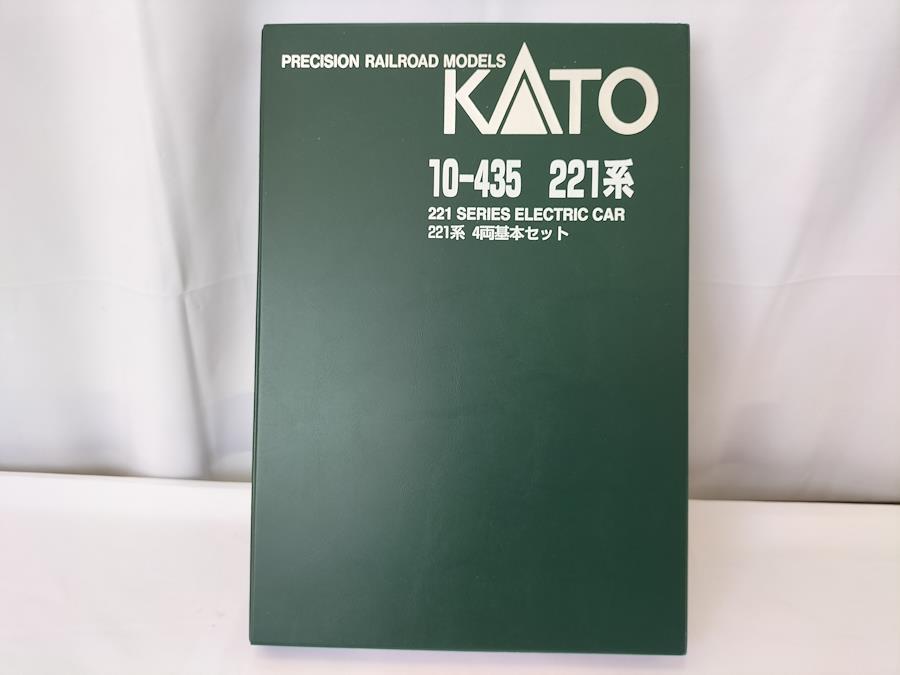 PRECISION RAILROAD MODELS
KATO
10-435 221系
221 SERIES ELECTRIC CAR
221系 4両基本セット